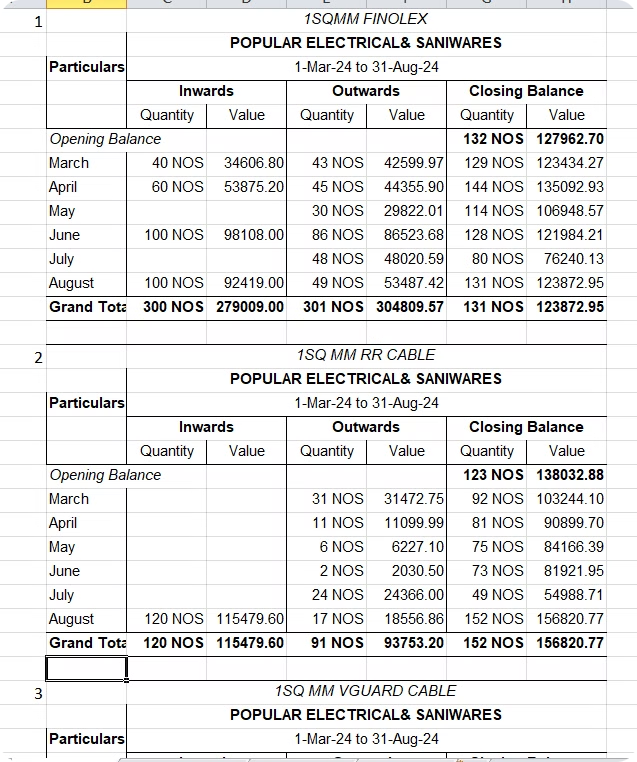 1 1SQMM FINOLEX
POPULAR ELECTRICAL& SANIWARES
Particulars 1-Mar-24 to 31-Aug-24
Inwards Outwards Closing Balance
Quantity Value Quantity Value Quantity Value
Opening Balance 132 NOS 127962.70
March 40 NOS 34606.80 43 NOS 42599.97 129 NOS 123434.27
April 60 NOS 53875.20 45 NOS 44355.90 144 NOS 135092.93
May 30 NOS 29822.01 114 NOS 106948.57
June 100 NOS 98108.00 86 NOS 86523.68 128 NOS 121984.21
July 48 NOS 48020.59 80 NOS 76240.13
August 100 NOS 92419.00 49 NOS 53487.42 131 NOS 123872.95
Grand Tota 300 NOS 279009.00 301 NOS 304809.57 131 NOS 123872.95
2 1SQ MM RR CABLE
POPULAR ELECTRICAL& SANIWARES
Particulars 1-Mar-24 to 31-Aug-24
Inwards Outwards Closing Balance
Quantity Value Quantity Value Quantity Value
Opening Balance 123 NOS 138032.88
March 31 NOS 31472.75 92 NOS 103244.10
April 11 NOS 11099.99 81 NOS 90899.70
May 6 NOS 6227.10 75 NOS 84166.39
June 2 NOS 2030.50 73 NOS 81921.95
July 24 NOS 24366.00 49 NOS 54988.71
August 120 NOS 115479.60 17 NOS 18556.86 152 NOS 156820.77
Grand Tota 120 NOS 115479.60 91 NOS 93753.20 152 NOS 156820.77
3 1SQ MM VGUARD CABLE
POPULAR ELECTRICAL& SANIWARES
Particulars 1-Mar-24 to 31-Aug-24